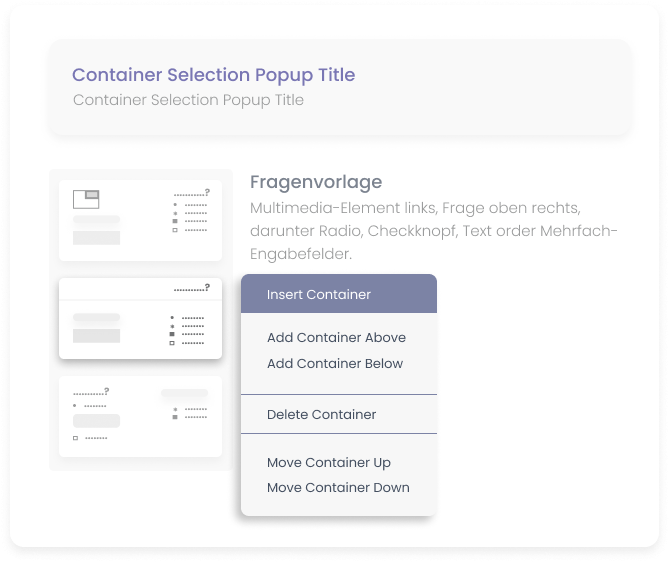 Container Selection Popup Title
Container Selection Popup Title
Fragenvorlage
Multimedia-Element links, Frage oben rechts,
darunter Radio, Checkknopf, Text order Mehrfach-
Engabefelder.
?
?
?
Insert Container
Add Container Above
Add Container Below
Delete Container
Move Container Up
Move Container Down